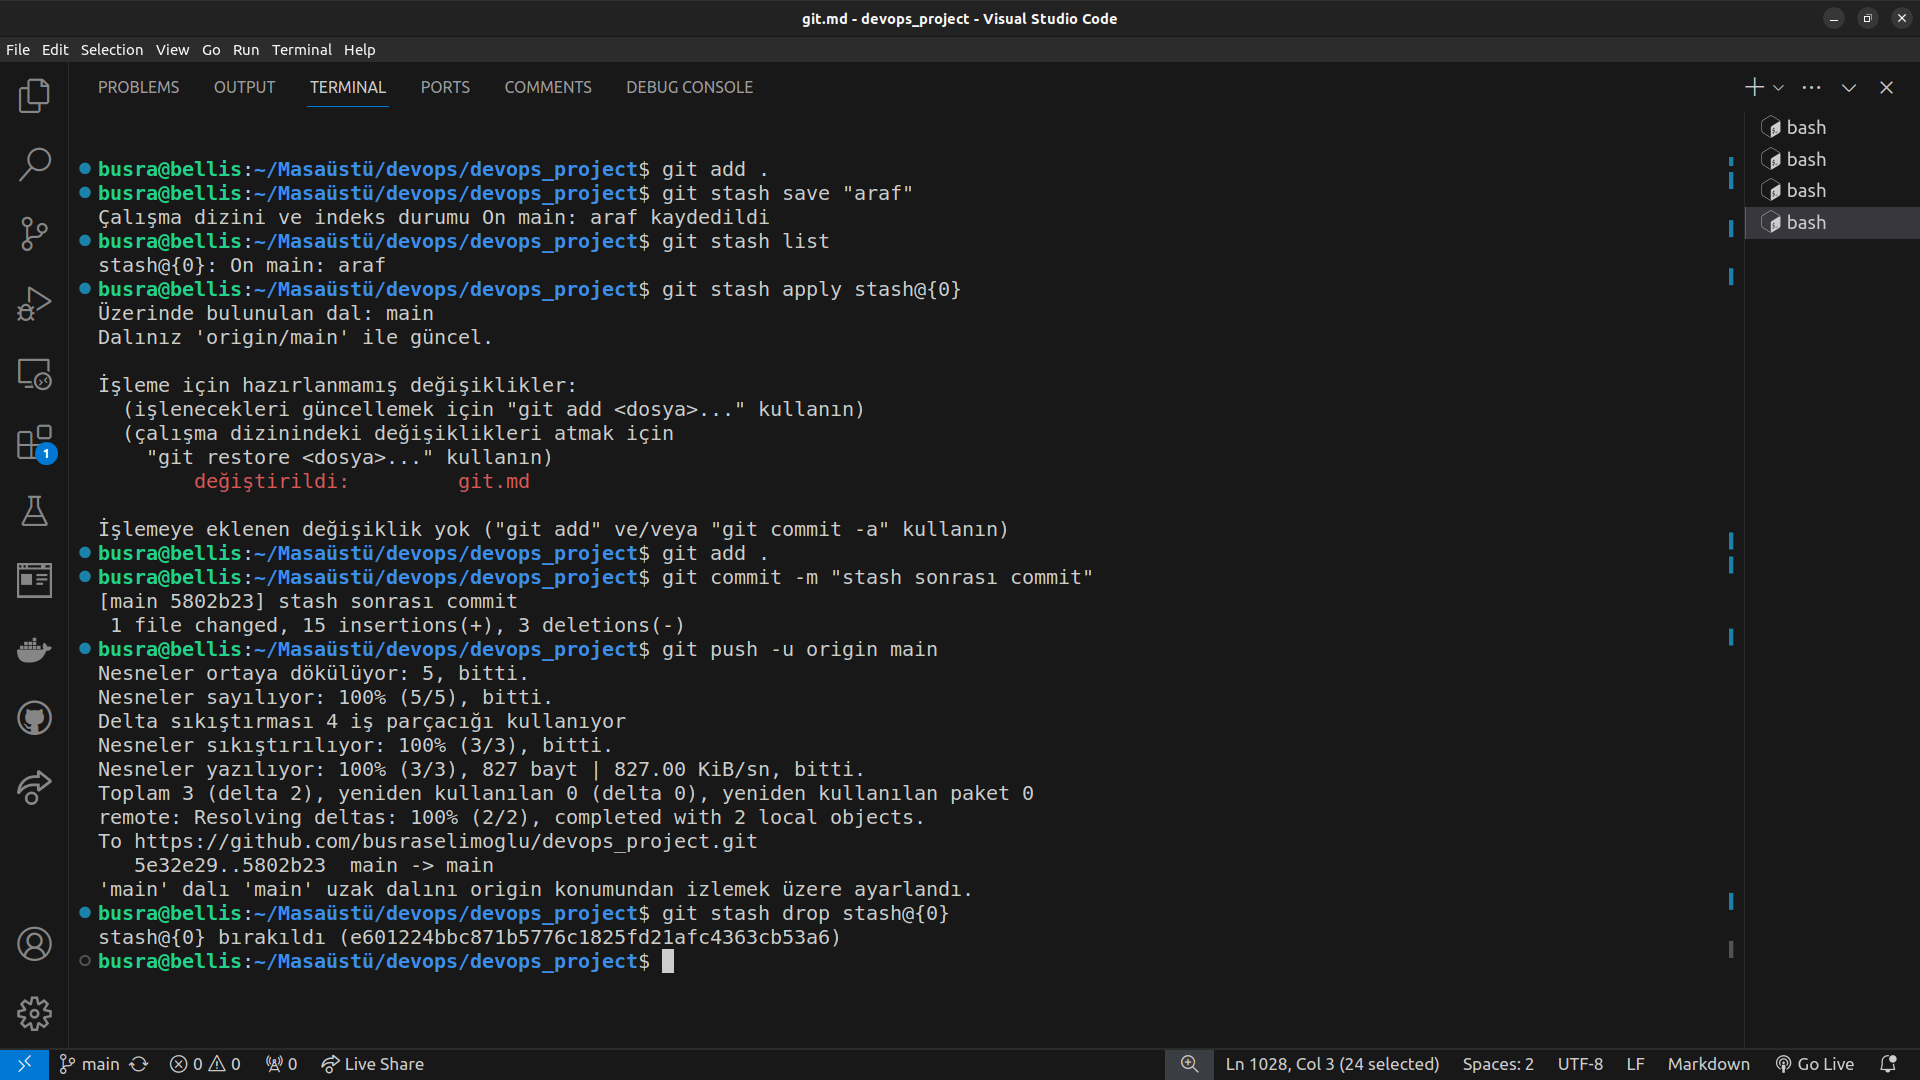 git.md - devops_project - Visual Studio Code
File Edit Selection View Go Run Terminal Help
PROBLEMS OUTPUT TERMINAL PORTS COMMENTS DEBUG CONSOLE
bash
bash
bash
bash
busra@bellis:~/Masaüstü/devops/devops_project$ git add .
busra@bellis:~/Masaüstü/devops/devops_project$ git stash save "araf"
Çalışma dizini ve indeks durumu On main: araf kaydedildi
busra@bellis:~/Masaüstü/devops/devops_project$ git stash list
stash@{0}: On main: araf
busra@bellis:~/Masaüstü/devops/devops_project$ git stash apply stash@{0}
Üzerinde bulunulan dal: main
Dalınız 'origin/main' ile güncel.

İşleme için hazırlanmamış değişiklikler:
  (işlenecekleri güncellemek için "git add <dosya>..." kullanın)
  (çalışma dizinindeki değişiklikleri atmak için
    "git restore <dosya>..." kullanın)
        değiştirildi:         git.md

İşlemeye eklenen değişiklik yok ("git add" ve/veya "git commit -a" kullanın)
busra@bellis:~/Masaüstü/devops/devops_project$ git add .
busra@bellis:~/Masaüstü/devops/devops_project$ git commit -m "stash sonrası commit"
[main 5802b23] stash sonrası commit
 1 file changed, 15 insertions(+), 3 deletions(-)
busra@bellis:~/Masaüstü/devops/devops_project$ git push -u origin main
Nesneler ortaya dökülüyor: 5, bitti.
Nesneler sayılıyor: 100% (5/5), bitti.
Delta sıkıştırması 4 iş parçacığı kullanıyor
Nesneler sıkıştırılıyor: 100% (3/3), bitti.
Nesneler yazılıyor: 100% (3/3), 827 bayt | 827.00 KiB/sn, bitti.
Toplam 3 (delta 2), yeniden kullanılan 0 (delta 0), yeniden kullanılan paket 0
remote: Resolving deltas: 100% (2/2), completed with 2 local objects.
To https://github.com/busraselimoglu/devops_project.git
   5e32e29..5802b23  main -> main
'main' dalı 'main' uzak dalını origin konumundan izlemek üzere ayarlandı.
busra@bellis:~/Masaüstü/devops/devops_project$ git stash drop stash@{0}
stash@{0} bırakıldı (e601224bbc871b5776c1825fd21afc4363cb53a6)
busra@bellis:~/Masaüstü/devops/devops_project$
1
main 0 0 0 Live Share Ln 1028, Col 3 (24 selected) Spaces: 2 UTF-8 LF Markdown Go Live